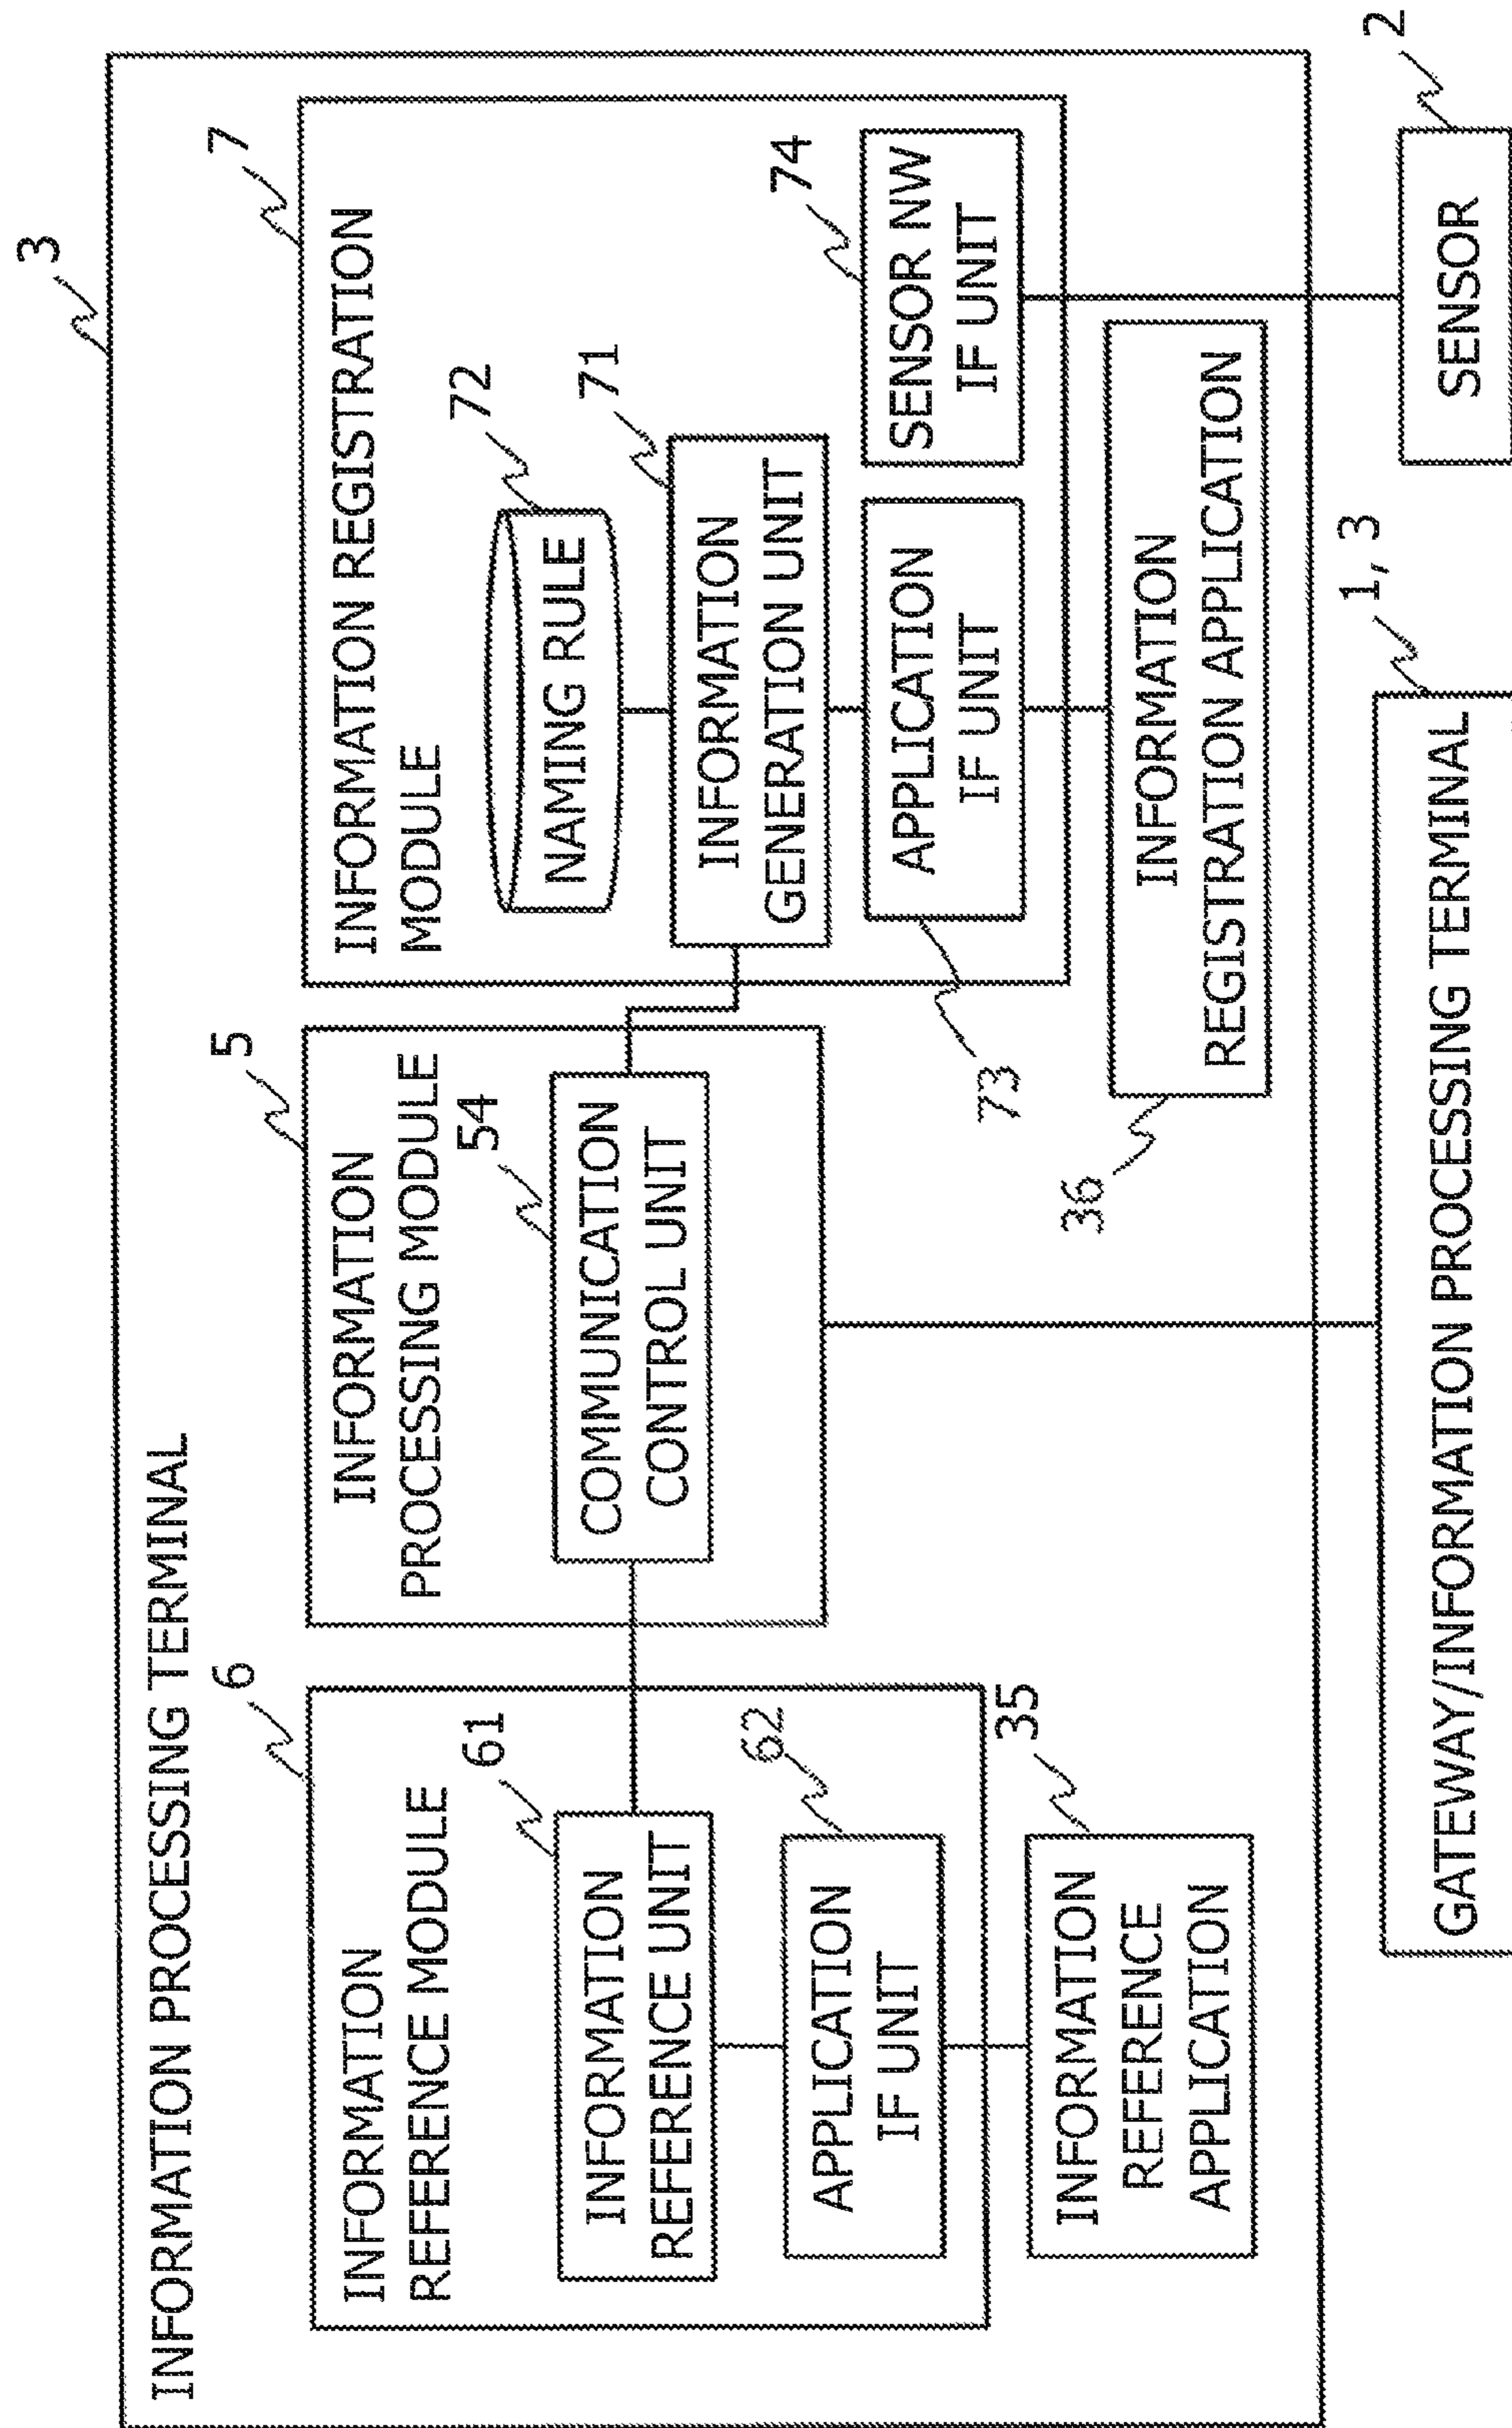 3
INFORMATION PROCESSING TERMINAL
6
INFORMATION
REFERENCE MODULE
61
INFORMATION
REFERENCE UNIT
62
APPLICATION
IF UNIT
35
INFORMATION
REFERENCE
APPLICATION
5
INFORMATION
PROCESSING MODULE
54
COMMUNICATION
CONTROL UNIT
7
INFORMATION REGISTRATION
MODULE
72
NAMING RULE
71
INFORMATION
GENERATION UNIT
73
APPLICATION
IF UNIT
74
SENSOR NW
IF UNIT
36
INFORMATION
REGISTRATION APPLICATION
1, 3
GATEWAY/INFORMATION PROCESSING TERMINAL
2
SENSOR